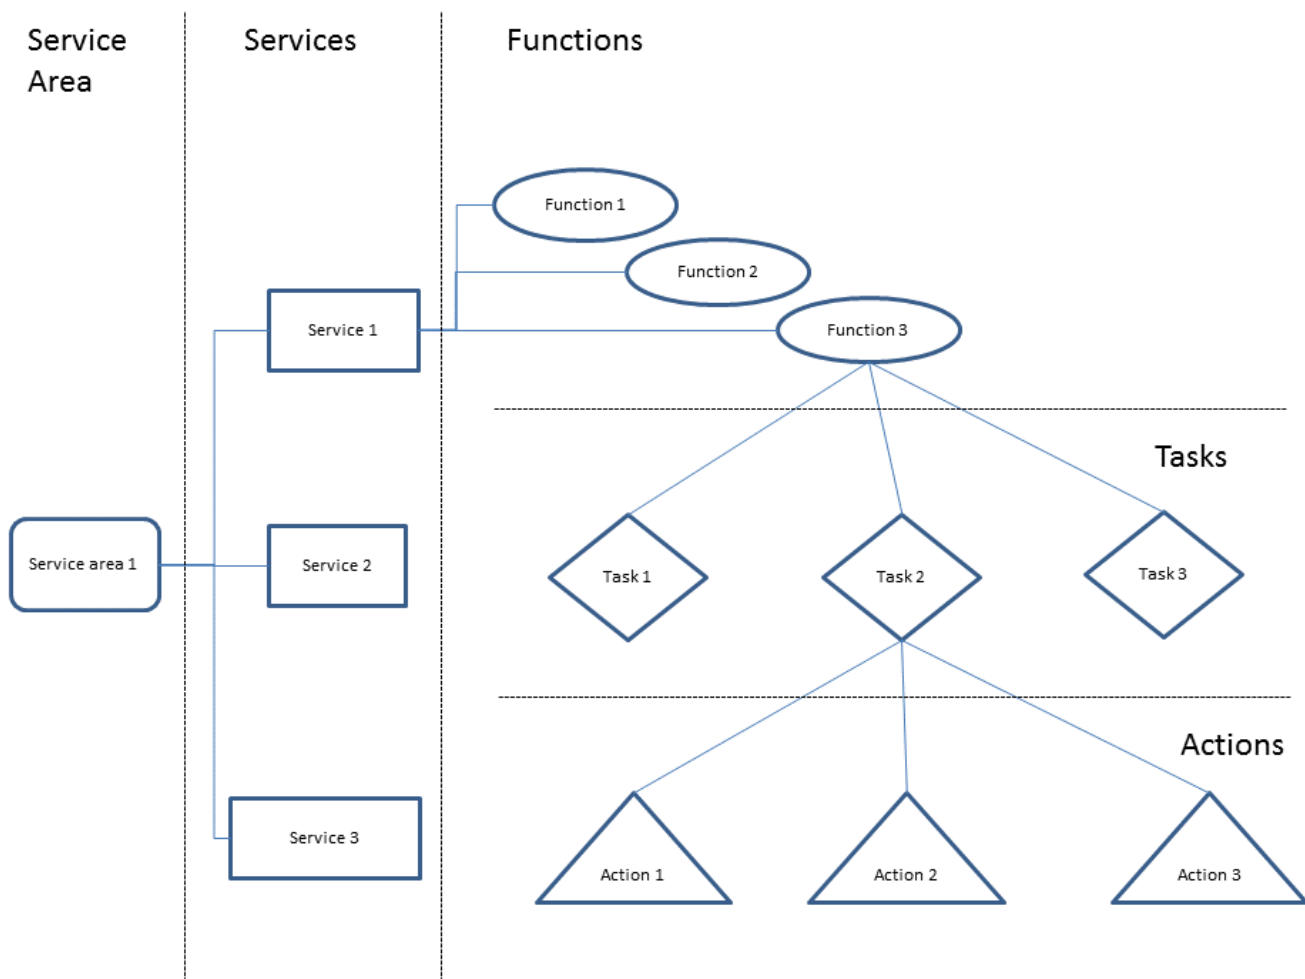 Service
Area
Services
Functions
Function 1
Function 2
Service 1
Function 3
Tasks
Service area 1
Service 2
Task 1
Task 2
Task 3
Actions
Service 3
Action 1
Action 2
Action 3